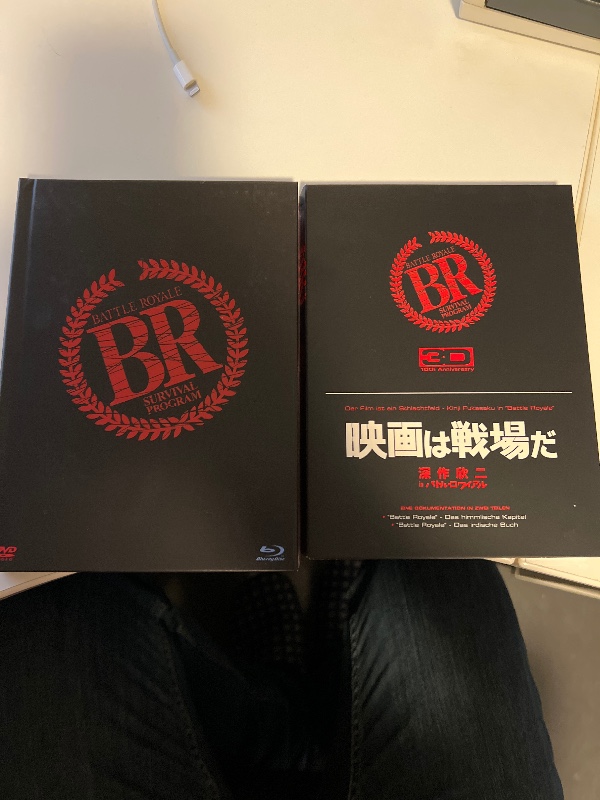 BATTLE ROYALE
BR
SURVIVAL
PROGRAM
DVD
Blu-ray Disc
BATTLE ROYALE
BR
SURVIVAL
PROGRAM
3-D
10th Anniversary
Der Film ist ein Schlachtfeld - Kinji Fukasaku in "Battle Royale"
映画は戦場だ
深作欣二
in バトル・ロワイアル
EINE DOKUMENTATION IN ZWEI TEILEN
• "Battle Royale" - Das himmlische Kapitel
• "Battle Royale" - Das irdische Buch